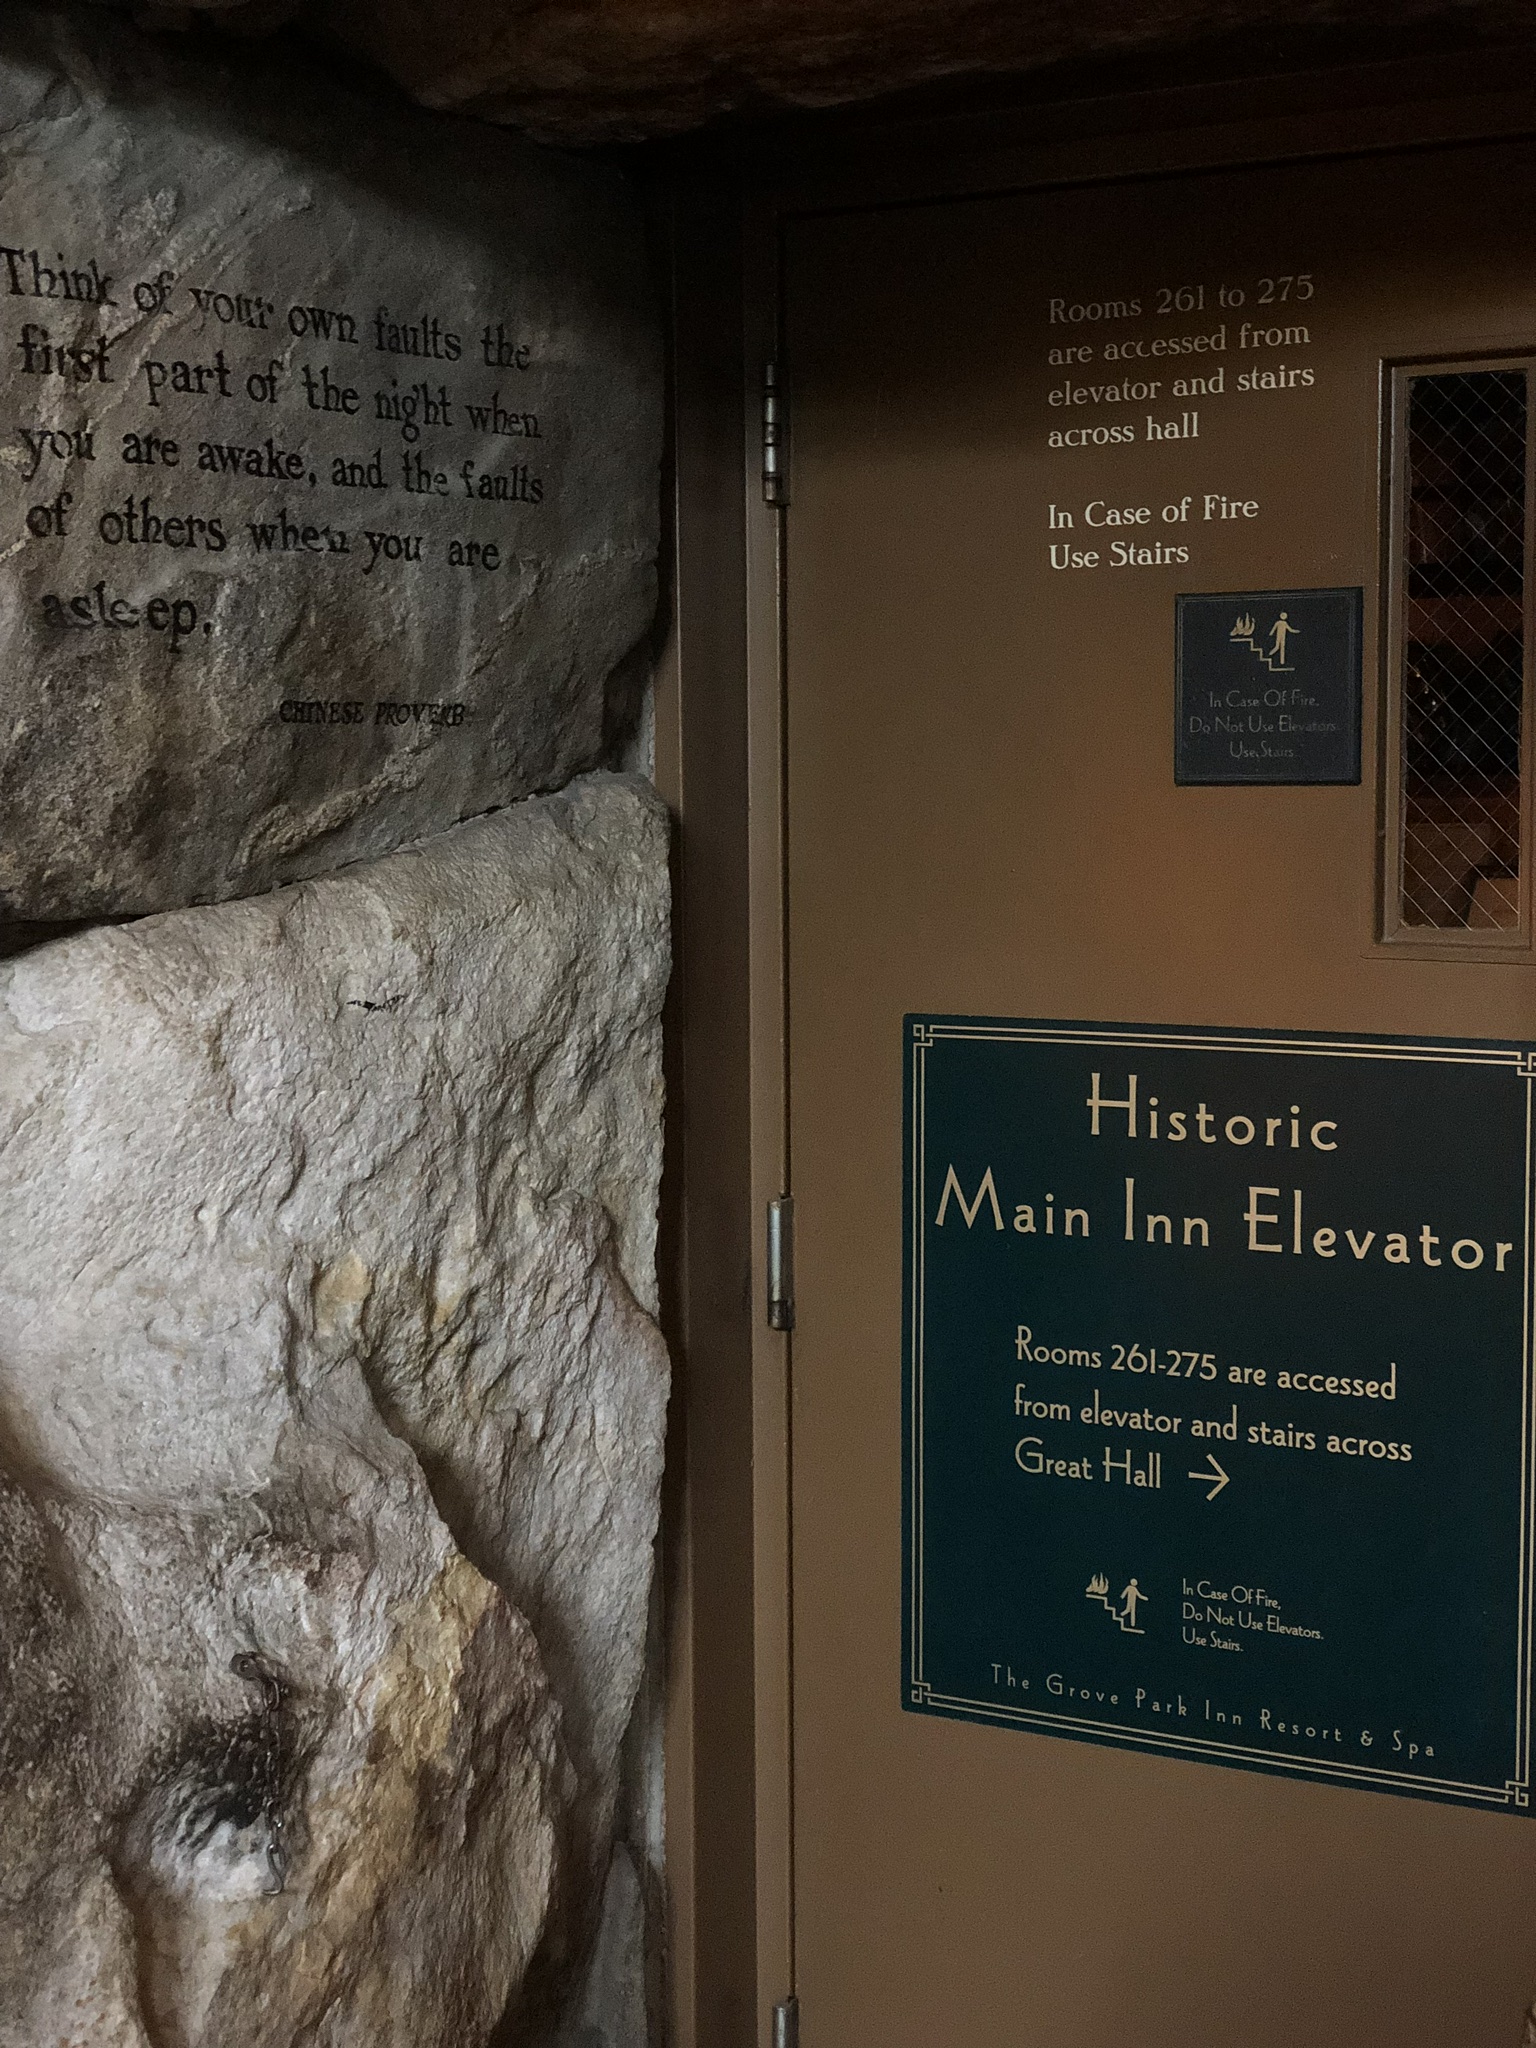 Think of your own faults the
first part of the night when
you are awake, and the faults
of others when you are
asleep.
CHINESE PROVERB
Rooms 261 to 275
are accessed from
elevator and stairs
across hall
In Case of Fire
Use Stairs
In Case Of Fire,
Do Not Use Elevators.
Use Stairs.
Historic
Main Inn Elevator
Rooms 261-275 are accessed
from elevator and stairs across
Great Hall →
In Case Of Fire,
Do Not Use Elevators.
Use Stairs.
The Grove Park Inn Resort & Spa